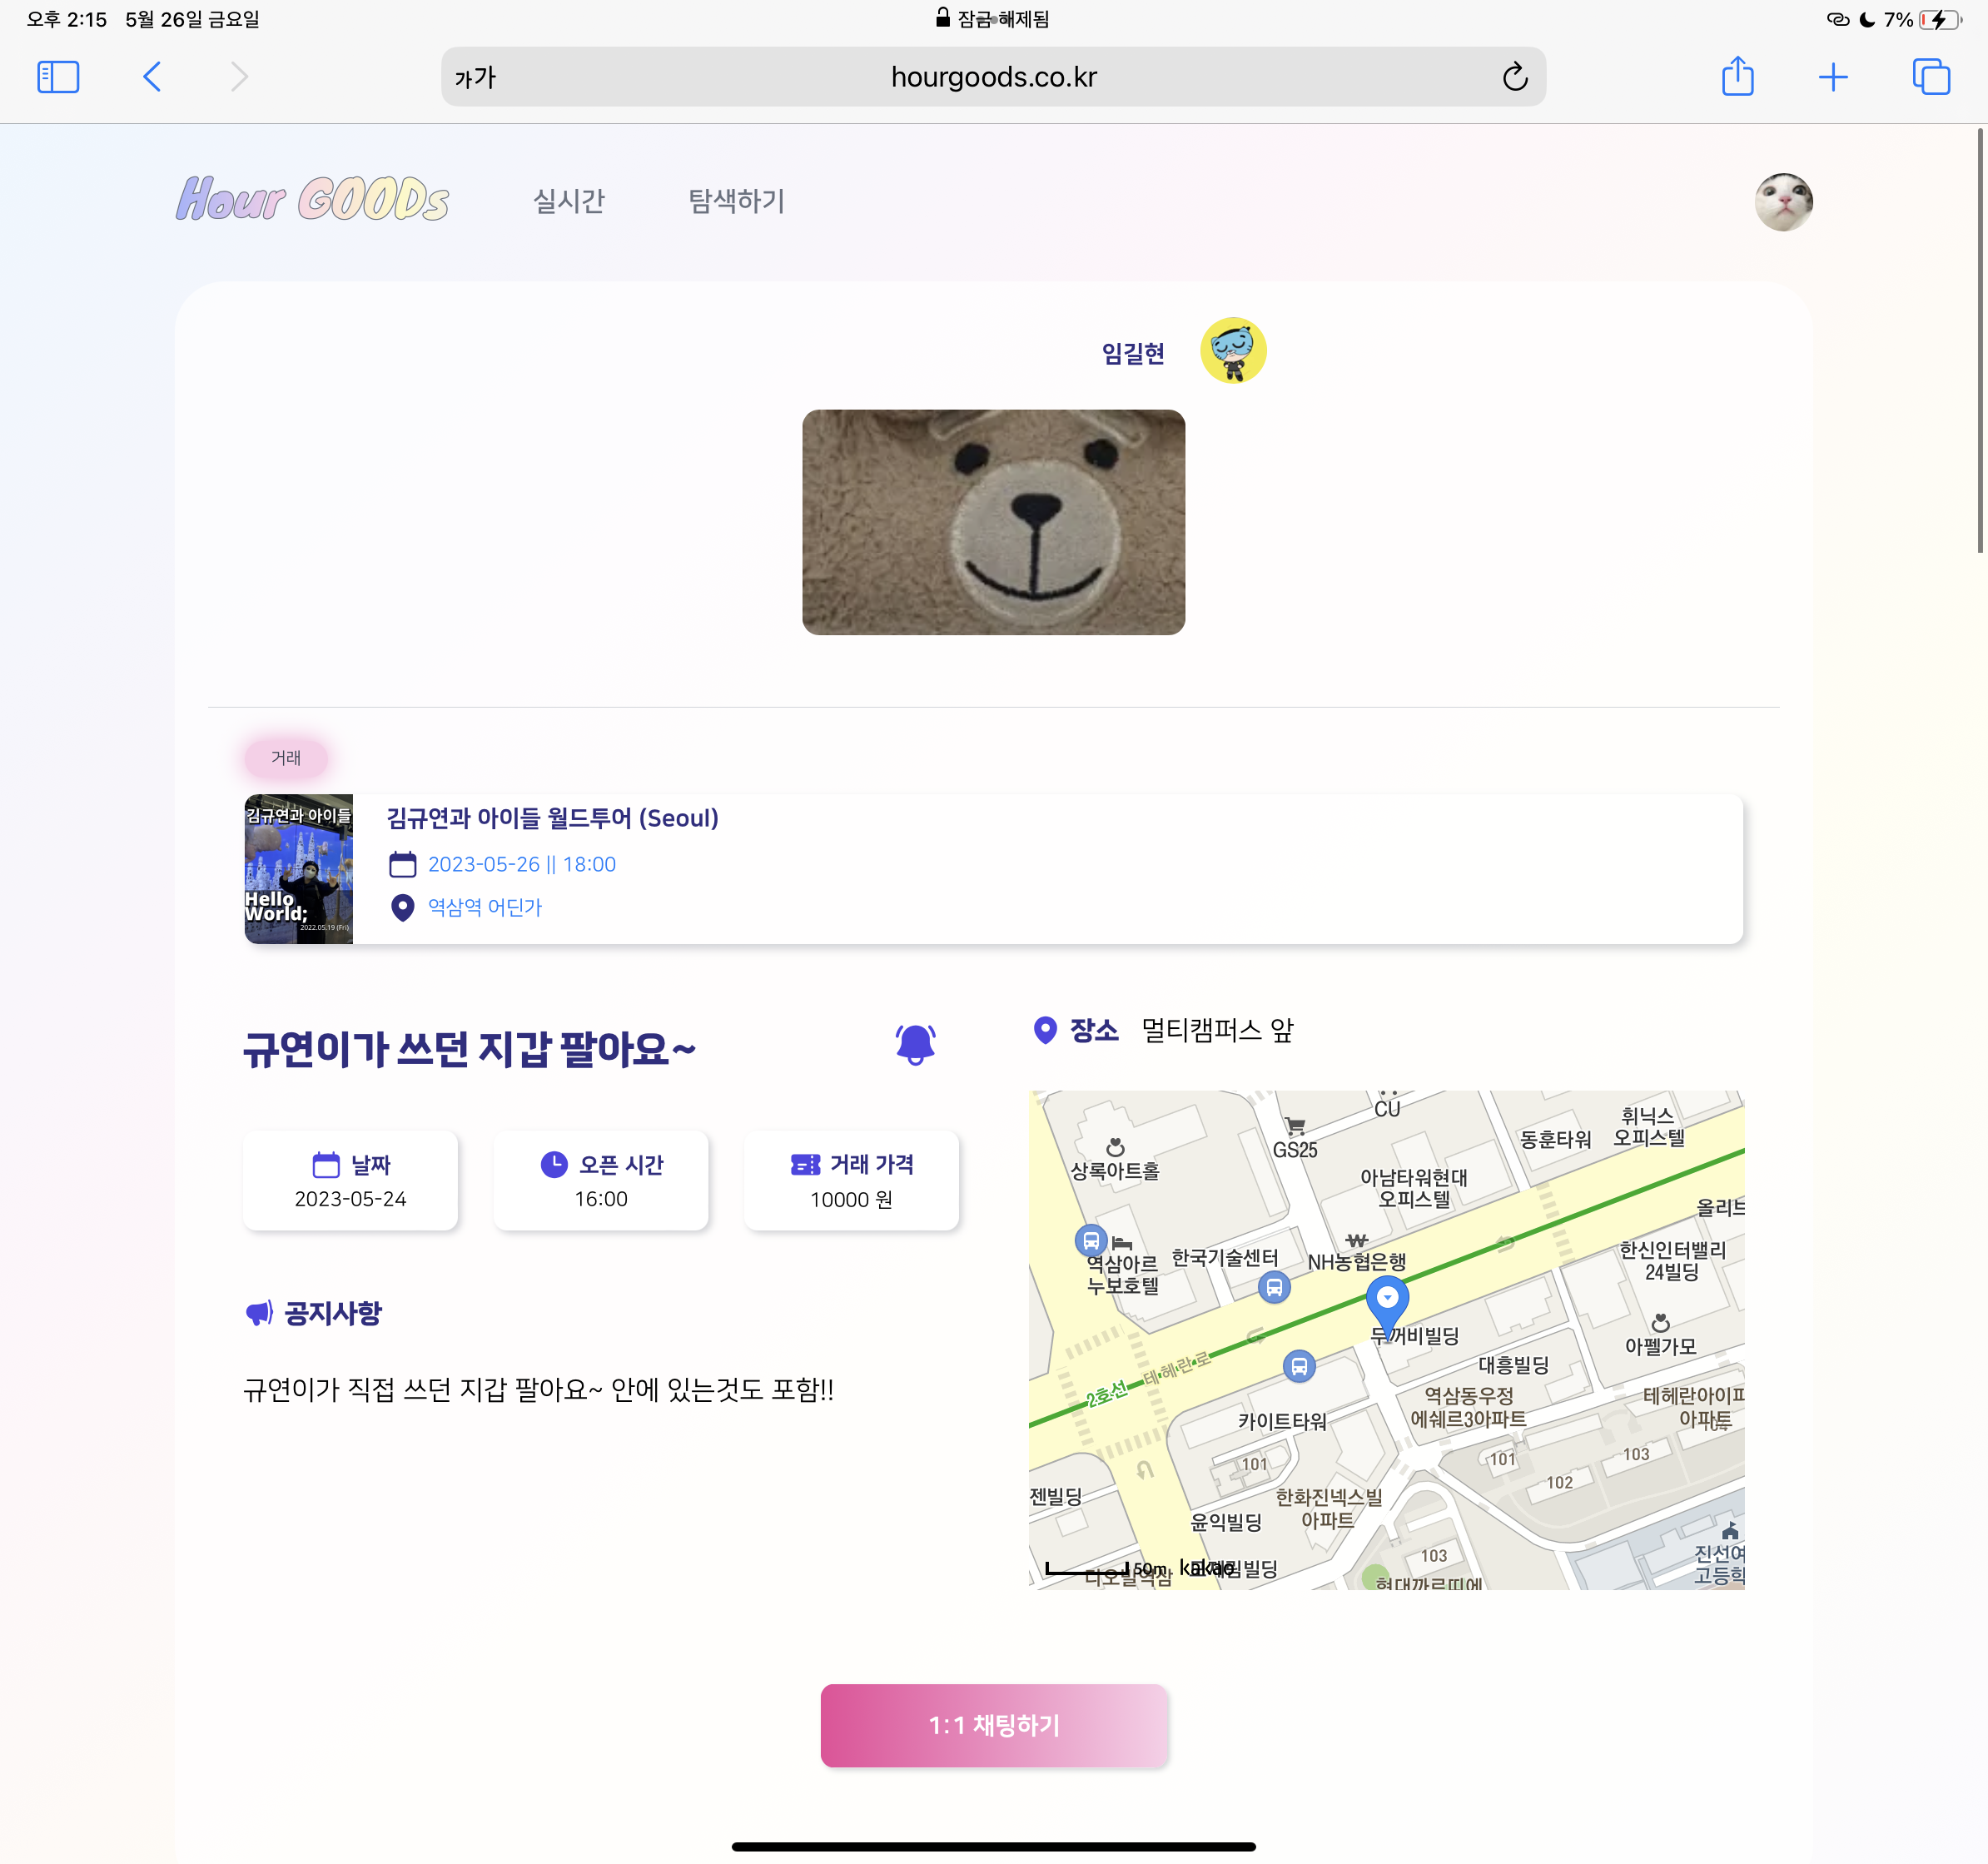 오후 2:15 5월 26일 금요일
잠금 해제됨
7%
가가
hourgoods.co.kr
Hour GOODs
실시간
탐색하기
임길현
거래
김규연과 아이들
Hello
World;
2022.05.19 (Fri)
김규연과 아이들 월드투어 (Seoul)
2023-05-26 || 18:00
역삼역 어딘가
규연이가 쓰던 지갑 팔아요~
날짜
2023-05-24
오픈 시간
16:00
거래 가격
10000 원
공지사항
규연이가 직접 쓰던 지갑 팔아요~ 안에 있는것도 포함!!
장소 멀티캠퍼스 앞
CU
GS25
휘닉스
오피스텔
동훈타워
상록아트홀
아남타워현대
오피스텔
올리브
한신인터밸리
24빌딩
역삼아르
누보호텔
한국기술센터
NH농협은행
두꺼비빌딩
아펠가모
대흥빌딩
테헤란로
2호선
역삼동우정
에쉐르3아파트
테헤란아이파
아파트
104
카이트타워
101
101
103
102
젠빌딩
한화진넥스빌
아파트
윤익빌딩
103
진선여
고등학
50m
kakao
현대까르띠에
1:1 채팅하기